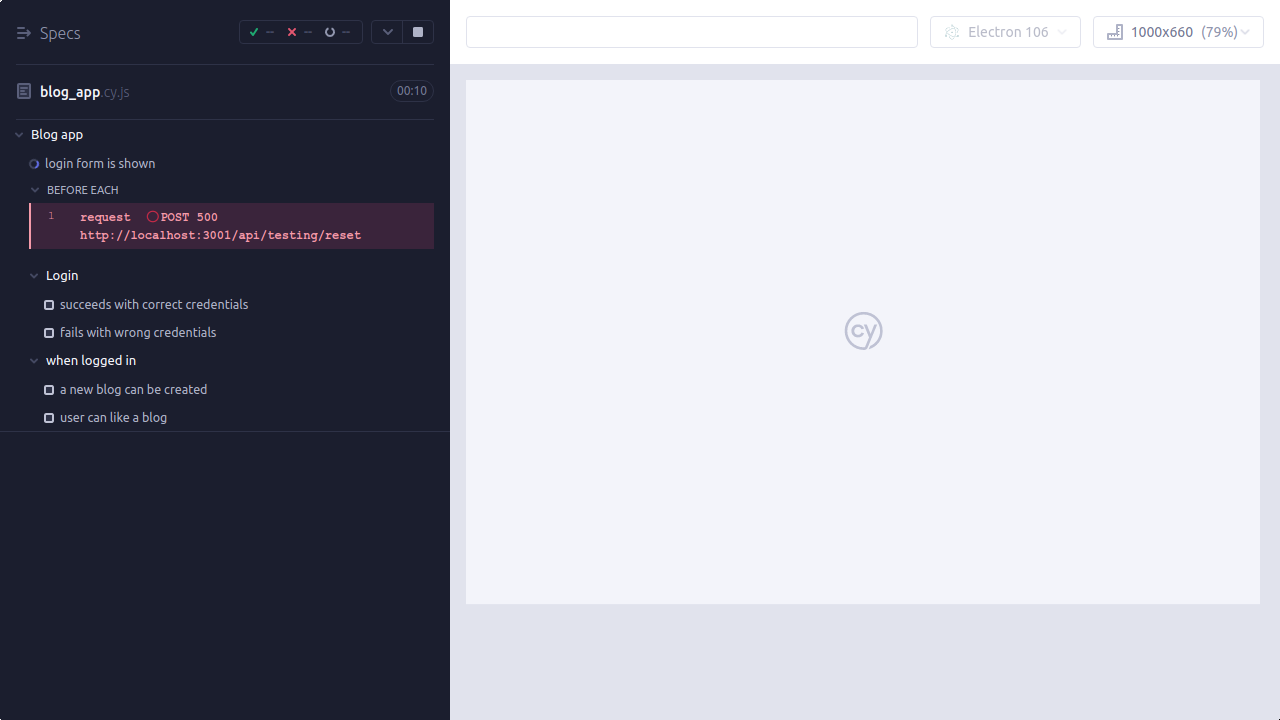 Specs
-- -- --
blog_app.cy.js 00:10
Blog app
login form is shown
BEFORE EACH
1 request POST 500
http://localhost:3001/api/testing/reset
Login
succeeds with correct credentials
fails with wrong credentials
when logged in
a new blog can be created
user can like a blog
Electron 106
1000x660 (79%)
cy